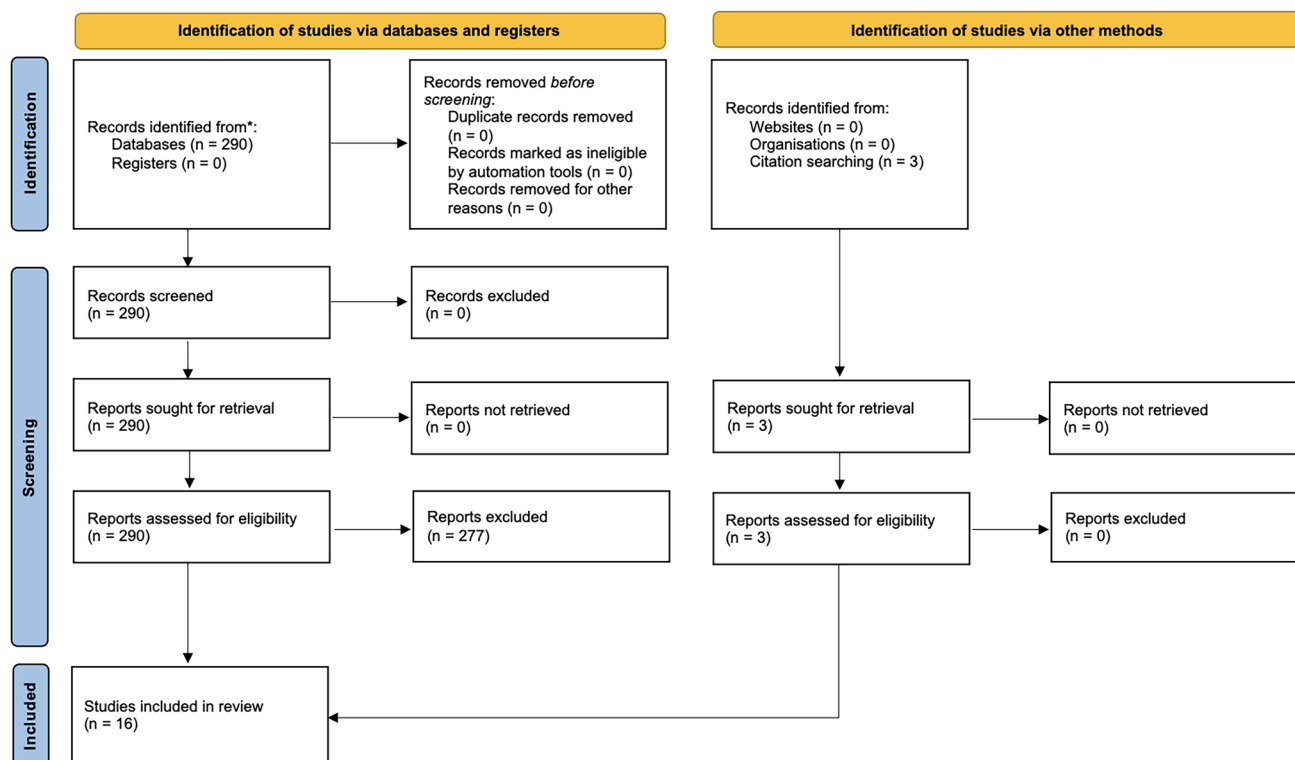 Identification of studies via databases and registers
Identification of studies via other methods
Identification
Records identified from*:
Databases (n = 290)
Registers (n = 0)
Records removed before
screening:
Duplicate records removed
(n = 0)
Records marked as ineligible
by automation tools (n = 0)
Records removed for other
reasons (n = 0)
Records identified from:
Websites (n = 0)
Organisations (n = 0)
Citation searching (n = 3)
Screening
Records screened
(n = 290)
Records excluded
(n = 0)
Reports sought for retrieval
(n = 290)
Reports not retrieved
(n = 0)
Reports sought for retrieval
(n = 3)
Reports not retrieved
(n = 0)
Reports assessed for eligibility
(n = 290)
Reports excluded
(n = 277)
Reports assessed for eligibility
(n = 3)
Reports excluded
(n = 0)
Included
Studies included in review
(n = 16)